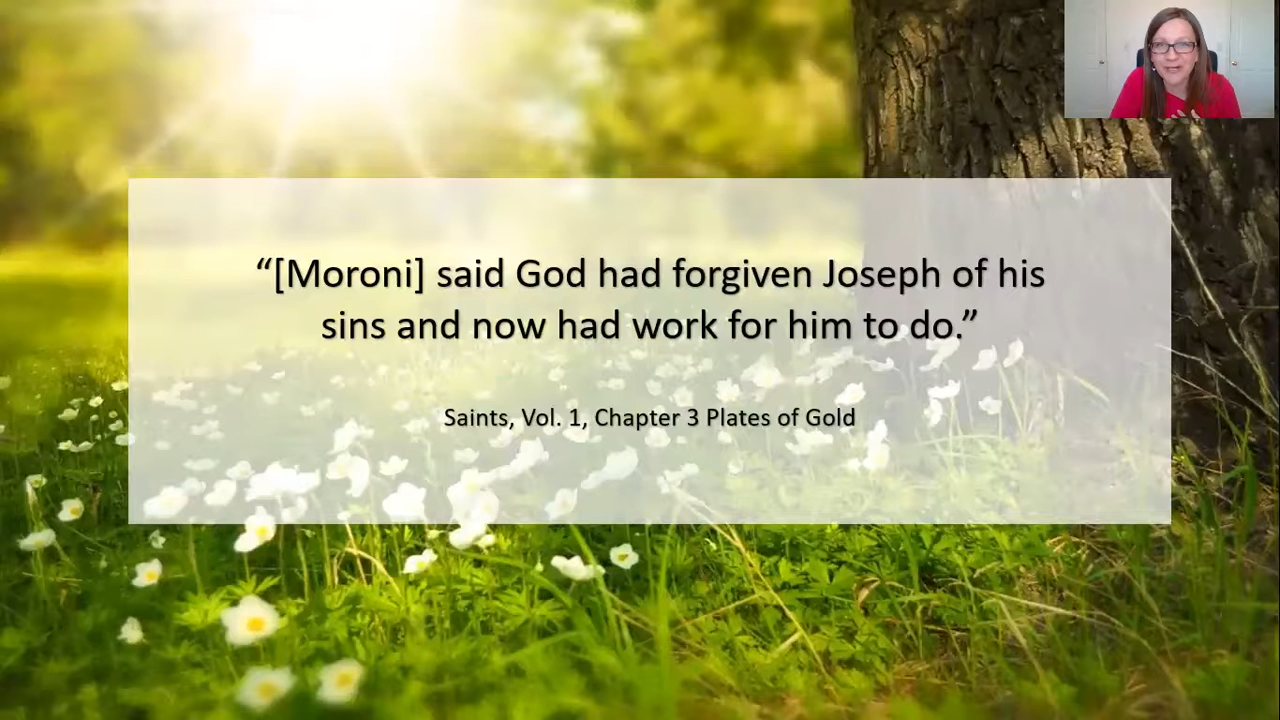 “[Moroni] said God had forgiven Joseph of his
sins and now had work for him to do.”
Saints, Vol. 1, Chapter 3 Plates of Gold